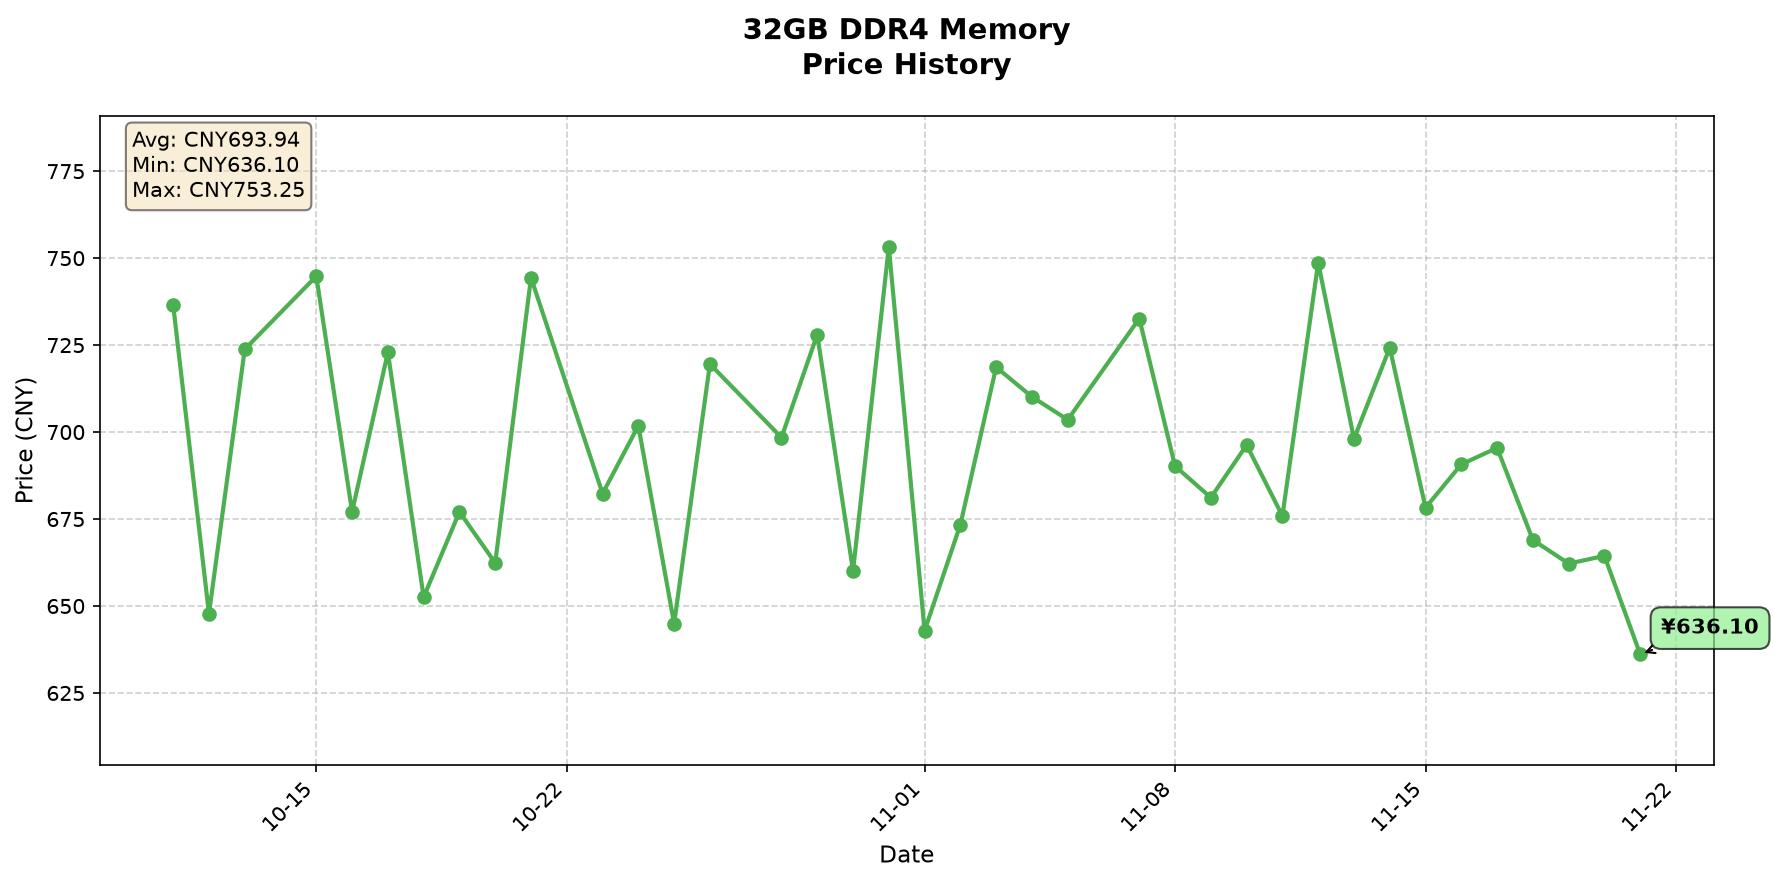 32GB DDR4 Memory
Price History
Avg: CNY693.94
Min: CNY636.10
Max: CNY753.25
775
750
725
700
675
650
625
Price (CNY)
¥636.10
10-15
10-22
11-01
11-08
11-15
11-22
Date